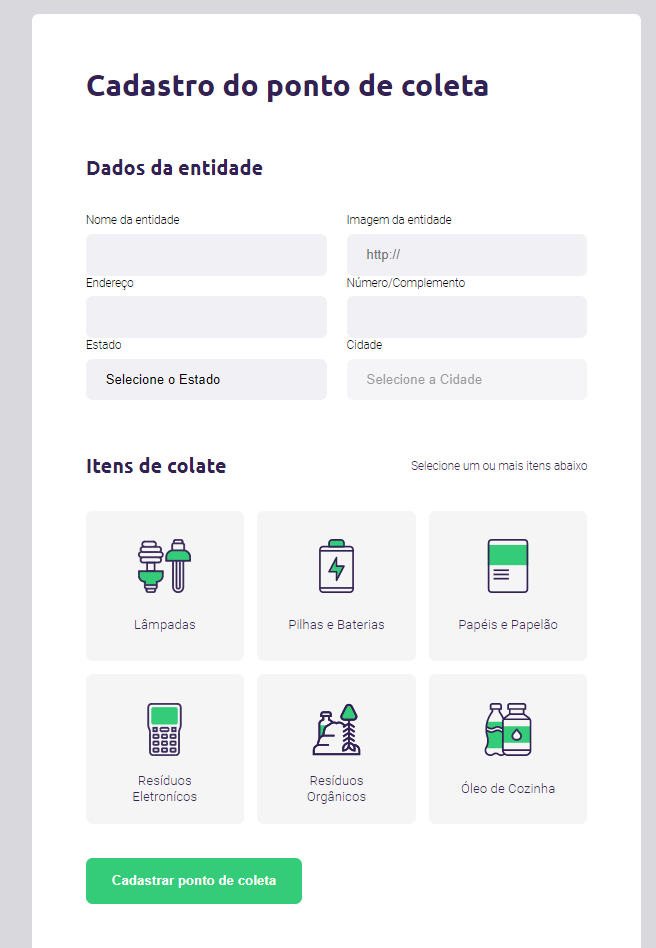 Cadastro do ponto de coleta
Dados da entidade
Nome da entidade
Imagem da entidade
http://
Endereço
Número/Complemento
Estado
Cidade
Selecione o Estado
Selecione a Cidade
Itens de colate
Selecione um ou mais itens abaixo
Lâmpadas
Pilhas e Baterias
Papéis e Papelão
Resíduos
Eletronícos
Resíduos
Orgânicos
Óleo de Cozinha
Cadastrar ponto de coleta